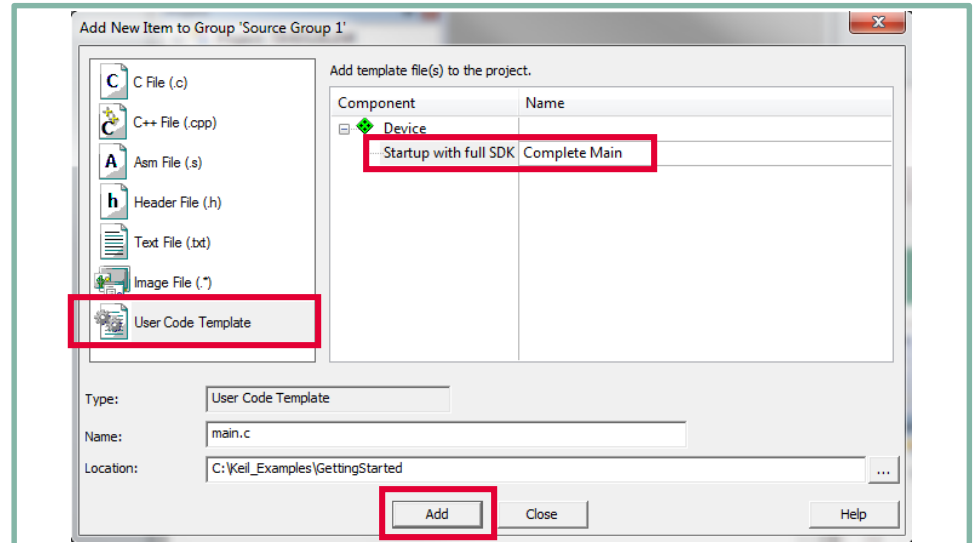 Add New Item to Group 'Source Group 1'
X
C File (.c)
C++ File (.cpp)
Asm File (.s)
Header File (.h)
Text File (.txt)
Image File (.*)
User Code Template
Add template file(s) to the project.
Component Name
Device
Startup with full SDK Complete Main
Type: User Code Template
Name: main.c
Location: C:\Keil_Examples\GettingStarted ...
Add Close Help